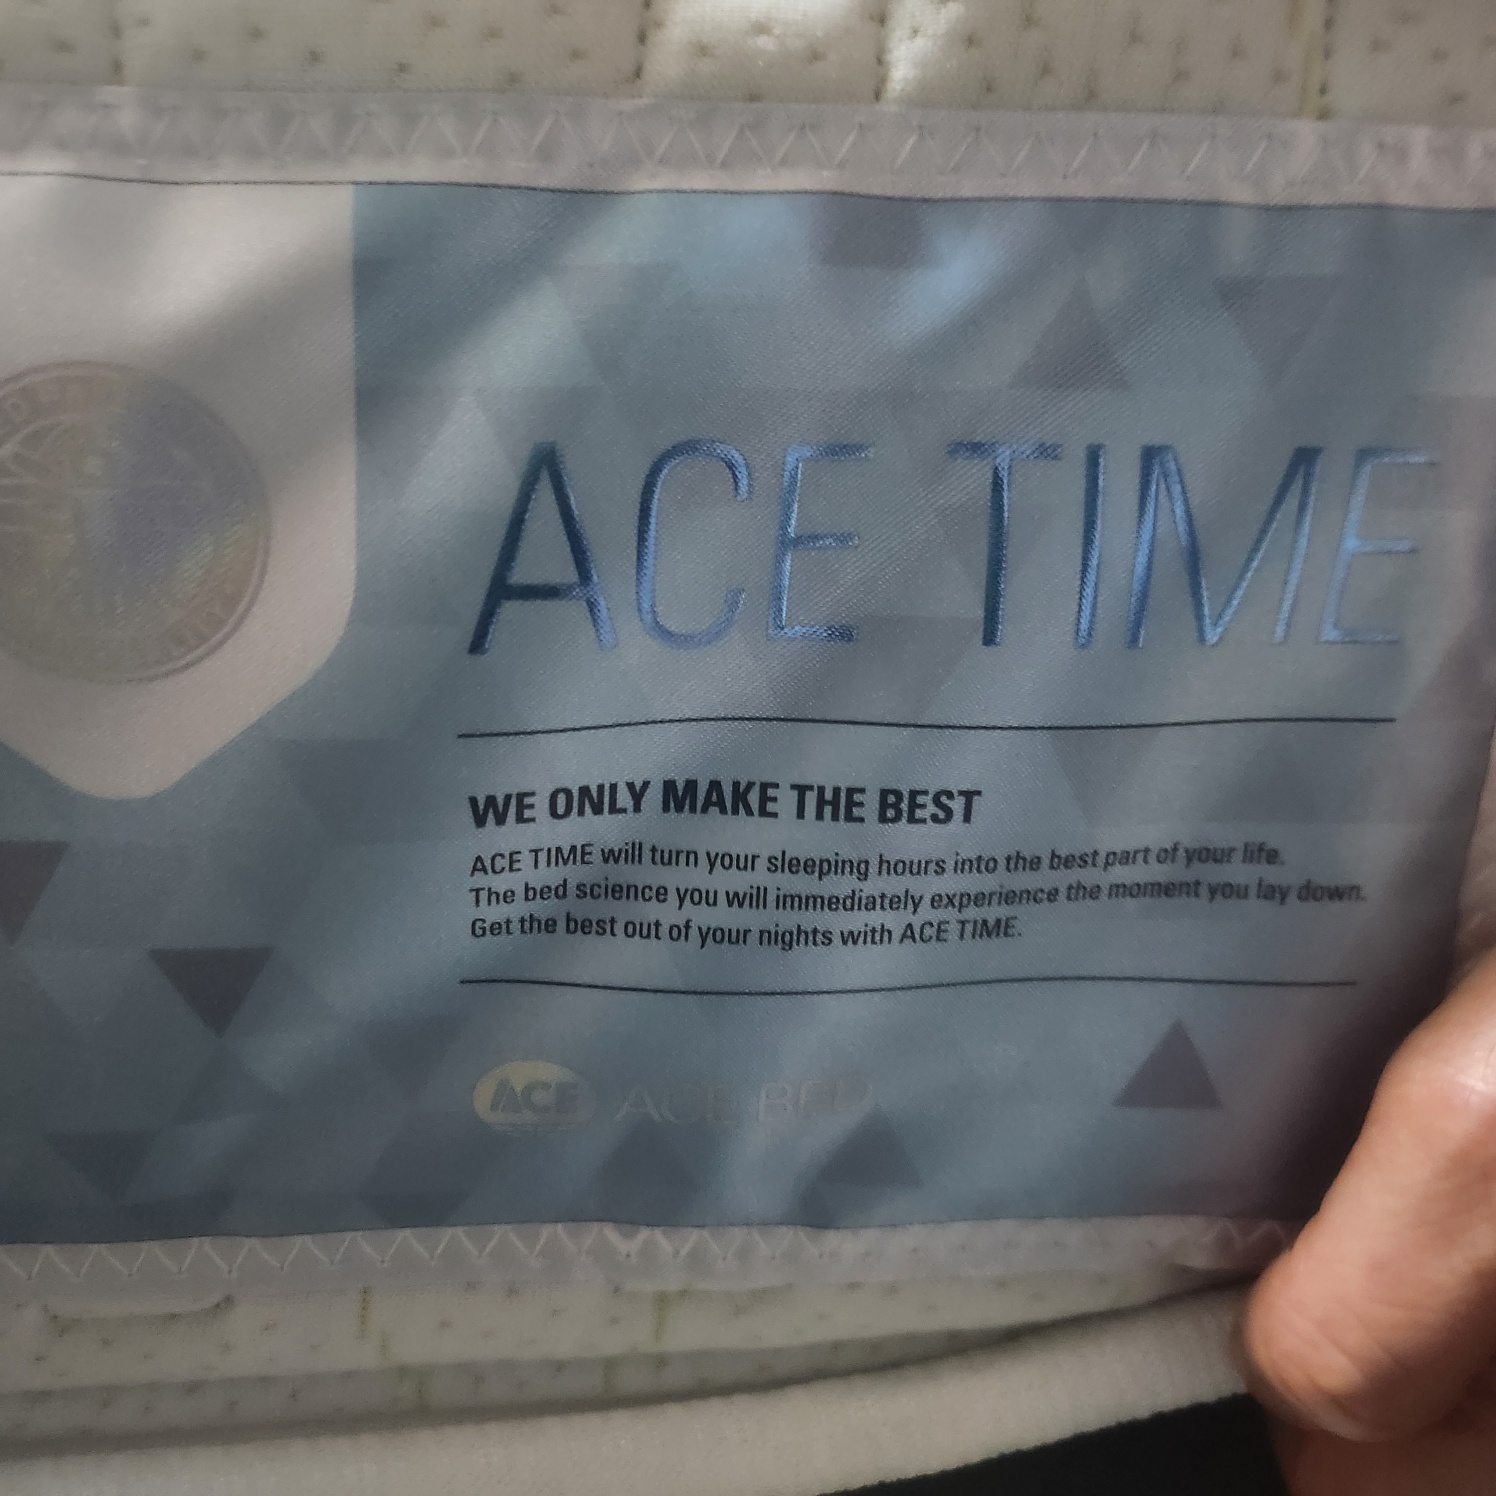 ACE TIME
WE ONLY MAKE THE BEST
ACE TIME will turn your sleeping hours into the best part of your life.
The bed science you will immediately experience the moment you lay down.
Get the best out of your nights with ACE TIME.
ACE ACE BED